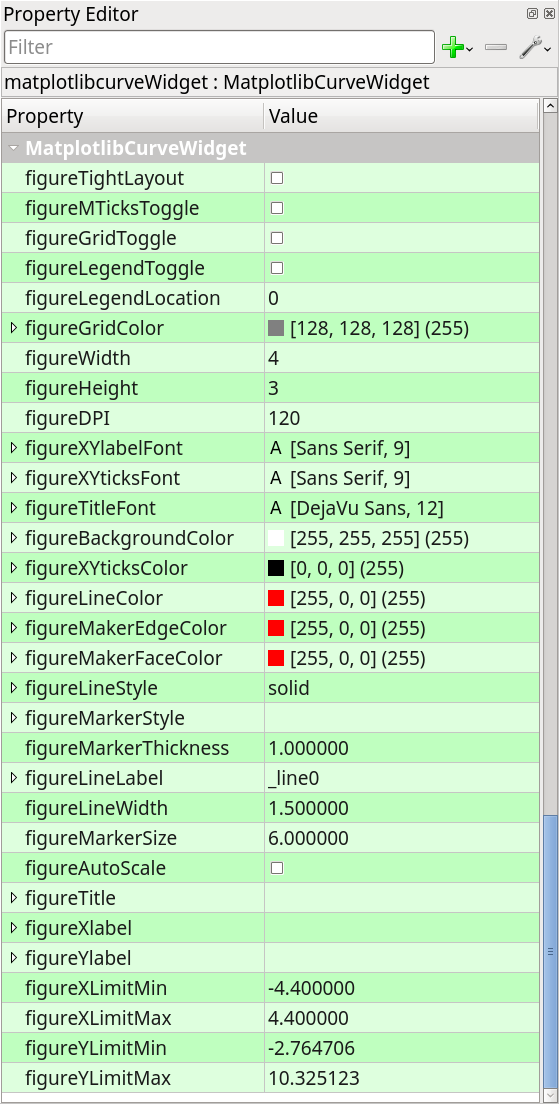 Property Editor
Filter
matplotlibcurveWidget : MatplotlibCurveWidget
Property Value
MatplotlibCurveWidget
figureTightLayout
figureMTicksToggle
figureGridToggle
figureLegendToggle
figureLegendLocation 0
figureGridColor [128, 128, 128] (255)
figureWidth 4
figureHeight 3
figureDPI 120
figureXYlabelFont A [Sans Serif, 9]
figureXYticksFont A [Sans Serif, 9]
figureTitleFont A [DejaVu Sans, 12]
figureBackgroundColor [255, 255, 255] (255)
figureXYticksColor [0, 0, 0] (255)
figureLineColor [255, 0, 0] (255)
figureMakerEdgeColor [255, 0, 0] (255)
figureMakerFaceColor [255, 0, 0] (255)
figureLineStyle solid
figureMarkerStyle
figureMarkerThickness 1.000000
figureLineLabel _line0
figureLineWidth 1.500000
figureMarkerSize 6.000000
figureAutoScale
figureTitle
figureXlabel
figureYlabel
figureXLimitMin -4.400000
figureXLimitMax 4.400000
figureYLimitMin -2.764706
figureYLimitMax 10.325123